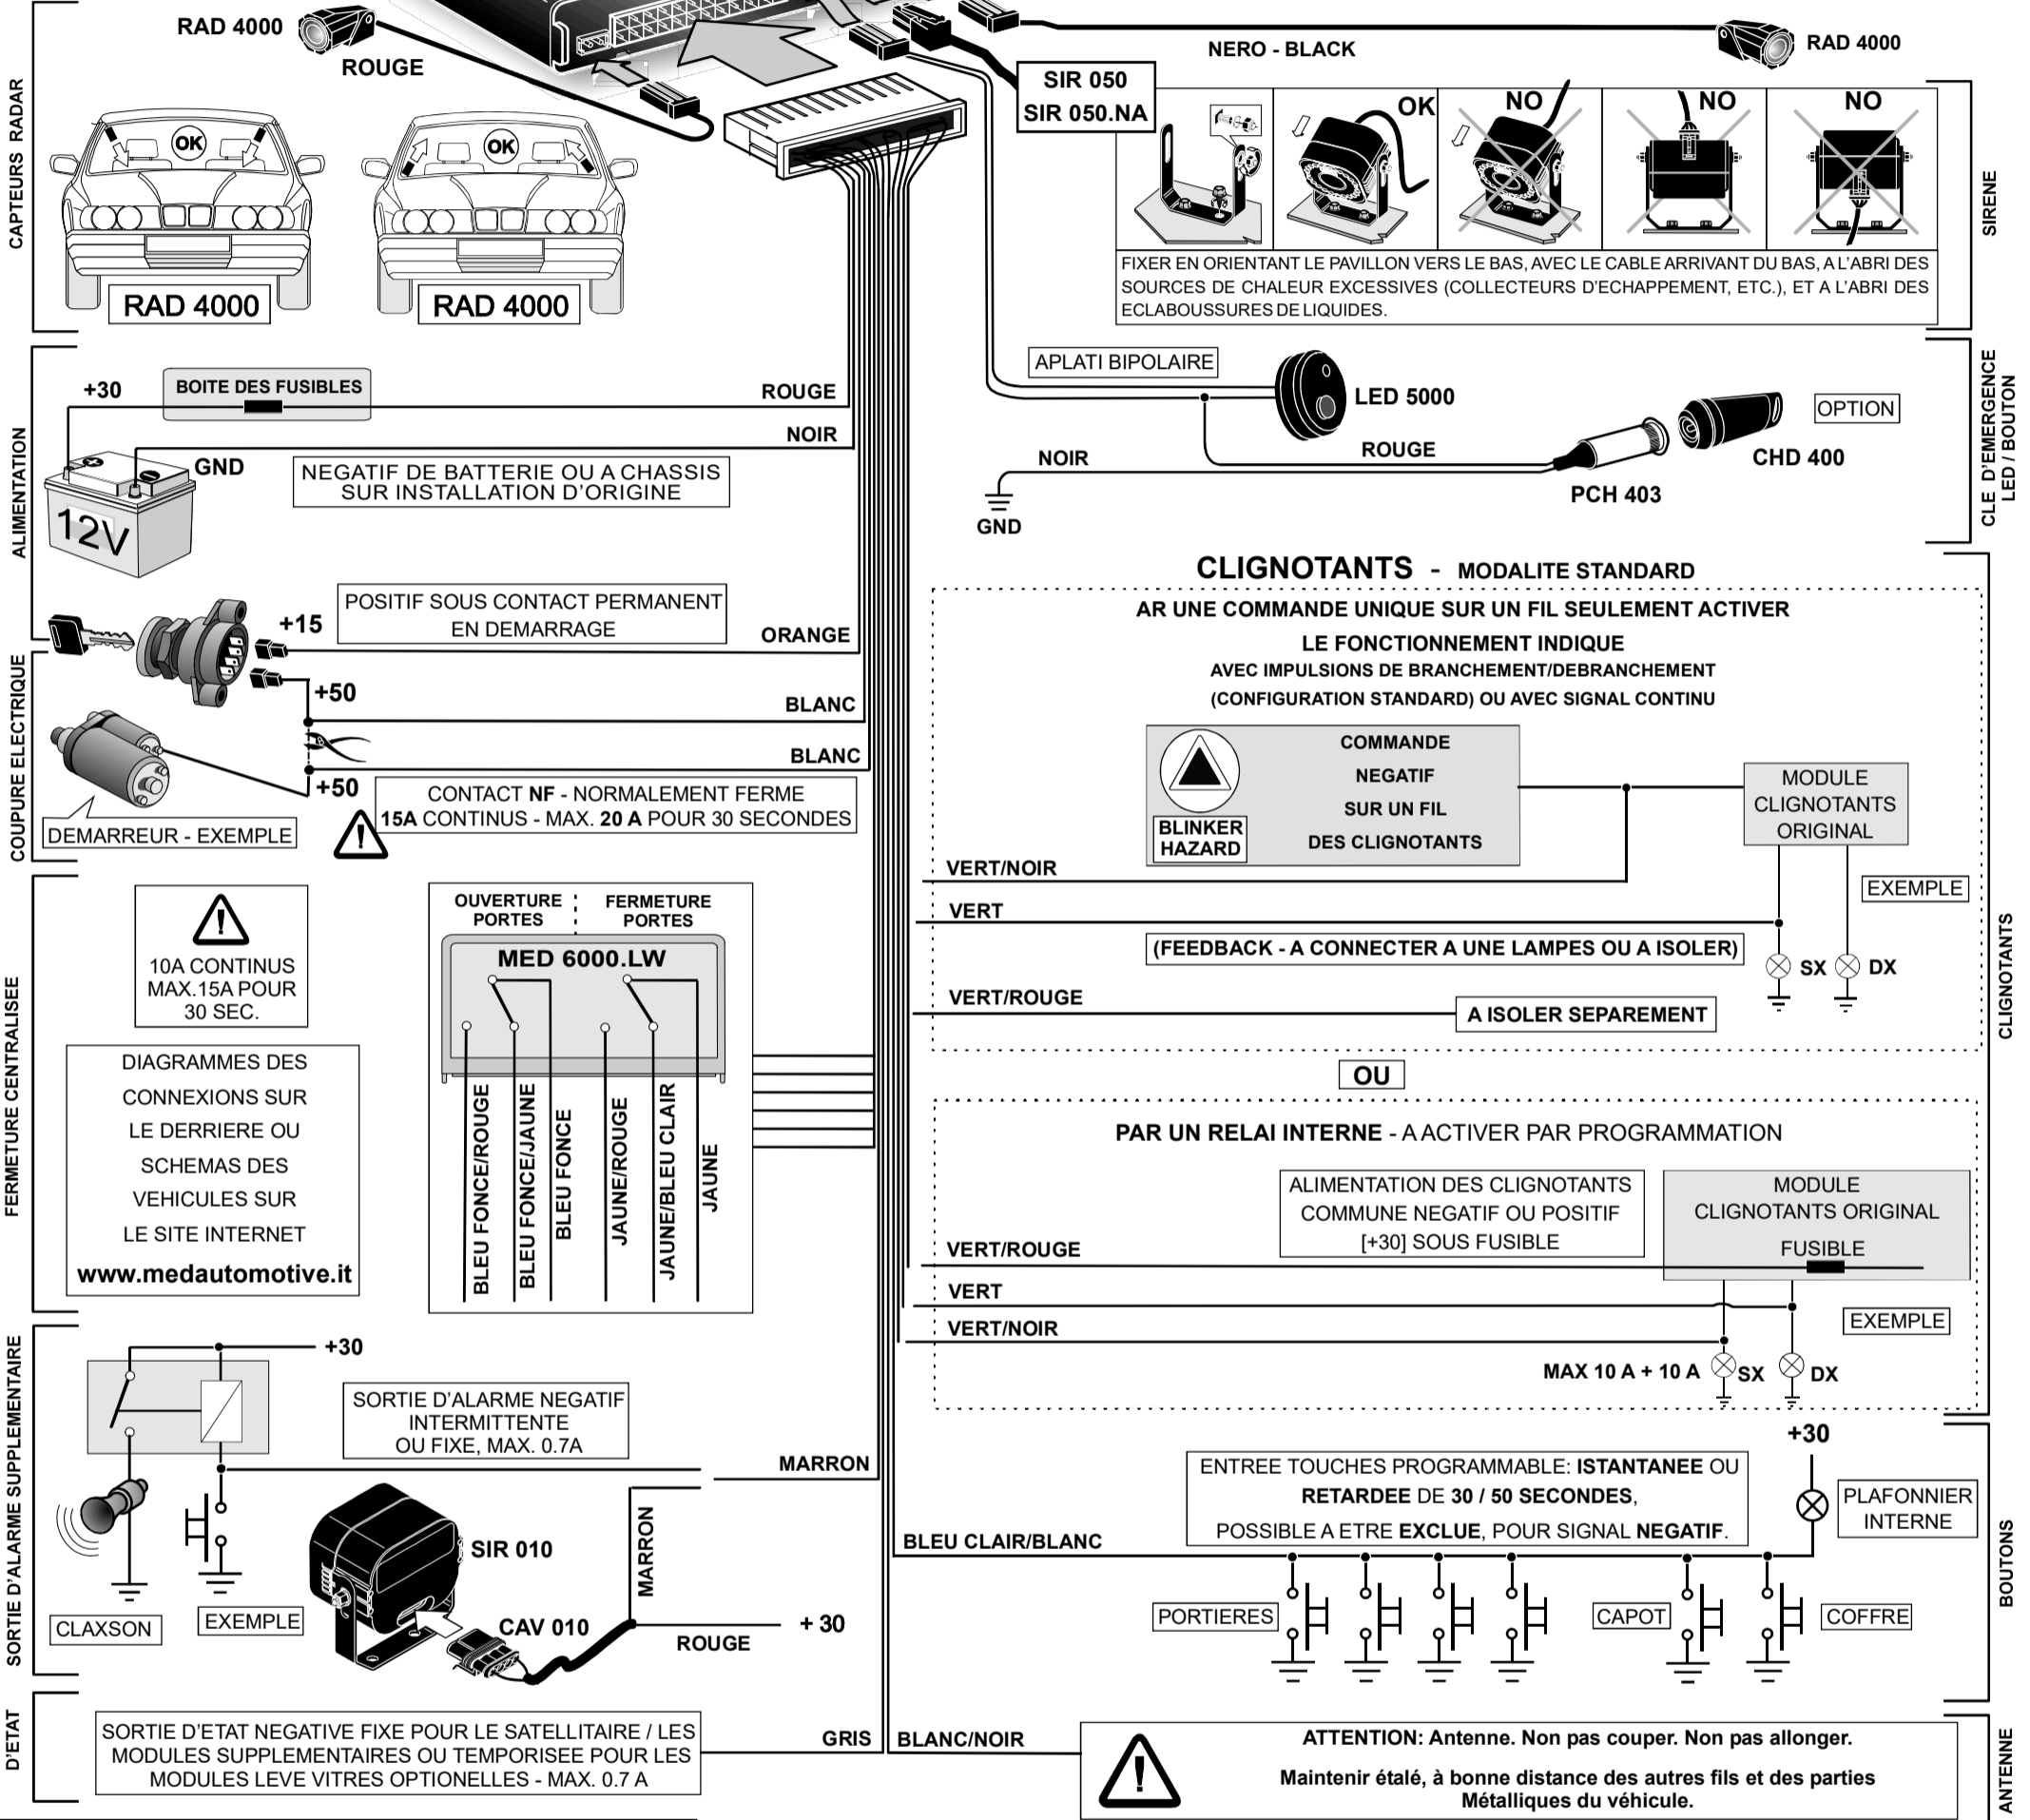 CAPTEURS RADAR
RAD 4000
ROUGE
OK
OK
RAD 4000
RAD 4000
NERO - BLACK
RAD 4000
SIR 050
SIR 050.NA
OK
NO
NO
NO
FIXER EN ORIENTANT LE PAVILLON VERS LE BAS, AVEC LE CABLE ARRIVANT DU BAS, A L'ABRI DES
SOURCES DE CHALEUR EXCESSIVES (COLLECTEURS D'ECHAPPEMENT, ETC.), ET A L'ABRI DES
ECLABOUSSURES DE LIQUIDES.
SIRENE
ALIMENTATION
+30
BOITE DES FUSIBLES
ROUGE
NOIR
GND
12V
NEGATIF DE BATTERIE OU A CHASSIS
SUR INSTALLATION D'ORIGINE
POSITIF SOUS CONTACT PERMANENT
EN DEMARRAGE
+15
ORANGE
APLATI BIPOLAIRE
LED 5000
OPTION
ROUGE
CHD 400
NOIR
PCH 403
GND
CLE D'EMERGENCE
LED / BOUTON
COUPURE ELECTRIQUE
+50
BLANC
BLANC
+50
CONTACT NF - NORMALEMENT FERME
15A CONTINUS - MAX. 20 A POUR 30 SECONDES
DEMARREUR - EXEMPLE
CLIGNOTANTS - MODALITE STANDARD
AR UNE COMMANDE UNIQUE SUR UN FIL SEULEMENT ACTIVER
LE FONCTIONNEMENT INDIQUE
AVEC IMPULSIONS DE BRANCHEMENT/DEBRANCHEMENT
(CONFIGURATION STANDARD) OU AVEC SIGNAL CONTINU
BLINKER
HAZARD
COMMANDE
NEGATIF
SUR UN FIL
DES CLIGNOTANTS
MODULE
CLIGNOTANTS
ORIGINAL
VERT/NOIR
EXEMPLE
VERT
(FEEDBACK - A CONNECTER A UNE LAMPES OU A ISOLER)
SX
DX
VERT/ROUGE
A ISOLER SEPAREMENT
CLIGNOTANTS
OU
PAR UN RELAI INTERNE - A ACTIVER PAR PROGRAMMATION
ALIMENTATION DES CLIGNOTANTS
COMMUNE NEGATIF OU POSITIF
[+30] SOUS FUSIBLE
MODULE
CLIGNOTANTS ORIGINAL
FUSIBLE
VERT/ROUGE
VERT
VERT/NOIR
EXEMPLE
MAX 10 A + 10 A
SX
DX
FERMETURE CENTRALISEE
10A CONTINUS
MAX.15A POUR
30 SEC.
DIAGRAMMES DES
CONNEXIONS SUR
LE DERRIERE OU
SCHEMAS DES
VEHICULES SUR
LE SITE INTERNET
www.medautomotive.it
OUVERTURE
PORTES
FERMETURE
PORTES
MED 6000.LW
BLEU FONCE/ROUGE
BLEU FONCE/JAUNE
BLEU FONCE
JAUNE/ROUGE
JAUNE/BLEU CLAIR
JAUNE
SORTIE D'ALARME SUPPLEMENTAIRE
+30
SORTIE D'ALARME NEGATIF
INTERMITTENTE
OU FIXE, MAX. 0.7A
MARRON
MARRON
SIR 010
CAV 010
ROUGE
+ 30
CLAXSON
EXEMPLE
+30
ENTREE TOUCHES PROGRAMMABLE: ISTANTANEE OU
RETARDEE DE 30 / 50 SECONDES,
POSSIBLE A ETRE EXCLUE, POUR SIGNAL NEGATIF.
PLAFONNIER
INTERNE
BLEU CLAIR/BLANC
PORTIERES
CAPOT
COFFRE
BOUTONS
D'ETAT
SORTIE D'ETAT NEGATIVE FIXE POUR LE SATELLITAIRE / LES
MODULES SUPPLEMENTAIRES OU TEMPORISEE POUR LES
MODULES LEVE VITRES OPTIONELLES - MAX. 0.7 A
GRIS
BLANC/NOIR
ATTENTION: Antenne. Non pas couper. Non pas allonger.
Maintenir étalé, à bonne distance des autres fils et des parties
Métalliques du véhicule.
ANTENNE